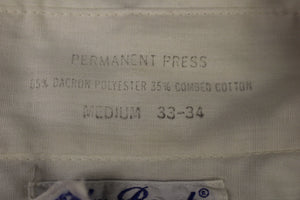 PERMANENT PRESS
65% DACRON POLYESTER 35% COMBED COTTON
MEDIUM 33-34
®